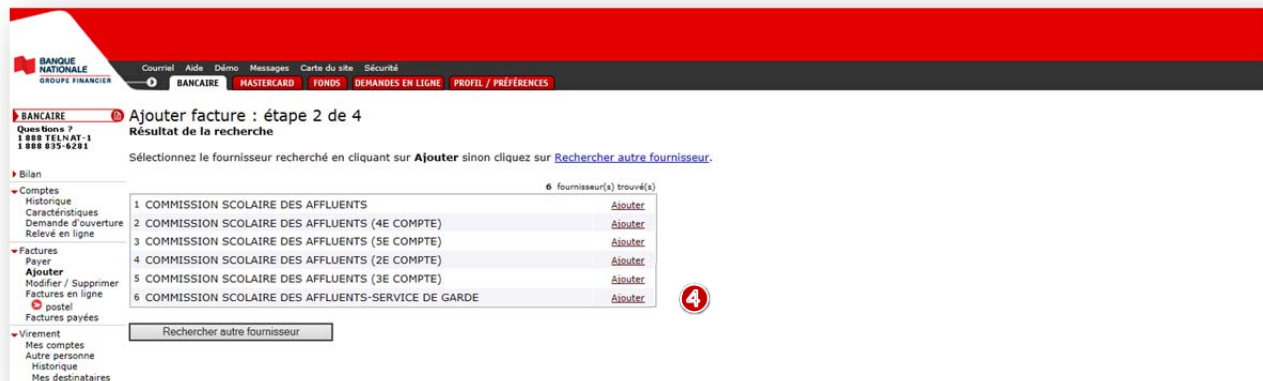 BANQUE
NATIONALE
GROUPE FINANCIER
Courriel Aide Démo Messages Carte du site Sécurité
BANCAIRE MASTERCARD FONDS DEMANDES EN LIGNE PROFIL / PRÉFÉRENCES
BANCAIRE
Questions ?
1 888 TELNAT-1
1 888 835-6281
Bilan
Comptes
Historique
Caractéristiques
Demande d'ouverture
Relevé en ligne
Factures
Payer
Ajouter
Modifier / Supprimer
Factures en ligne
postel
Factures payées
Virement
Mes comptes
Autre personne
Historique
Mes destinataires
Ajouter facture : étape 2 de 4
Résultat de la recherche
Sélectionnez le fournisseur recherché en cliquant sur Ajouter sinon cliquez sur Rechercher autre fournisseur.
6 fournisseur(s) trouvé(s)
1 COMMISSION SCOLAIRE DES AFFLUENTS Ajouter
2 COMMISSION SCOLAIRE DES AFFLUENTS (4E COMPTE) Ajouter
3 COMMISSION SCOLAIRE DES AFFLUENTS (5E COMPTE) Ajouter
4 COMMISSION SCOLAIRE DES AFFLUENTS (2E COMPTE) Ajouter
5 COMMISSION SCOLAIRE DES AFFLUENTS (3E COMPTE) Ajouter
6 COMMISSION SCOLAIRE DES AFFLUENTS-SERVICE DE GARDE Ajouter
4
Rechercher autre fournisseur